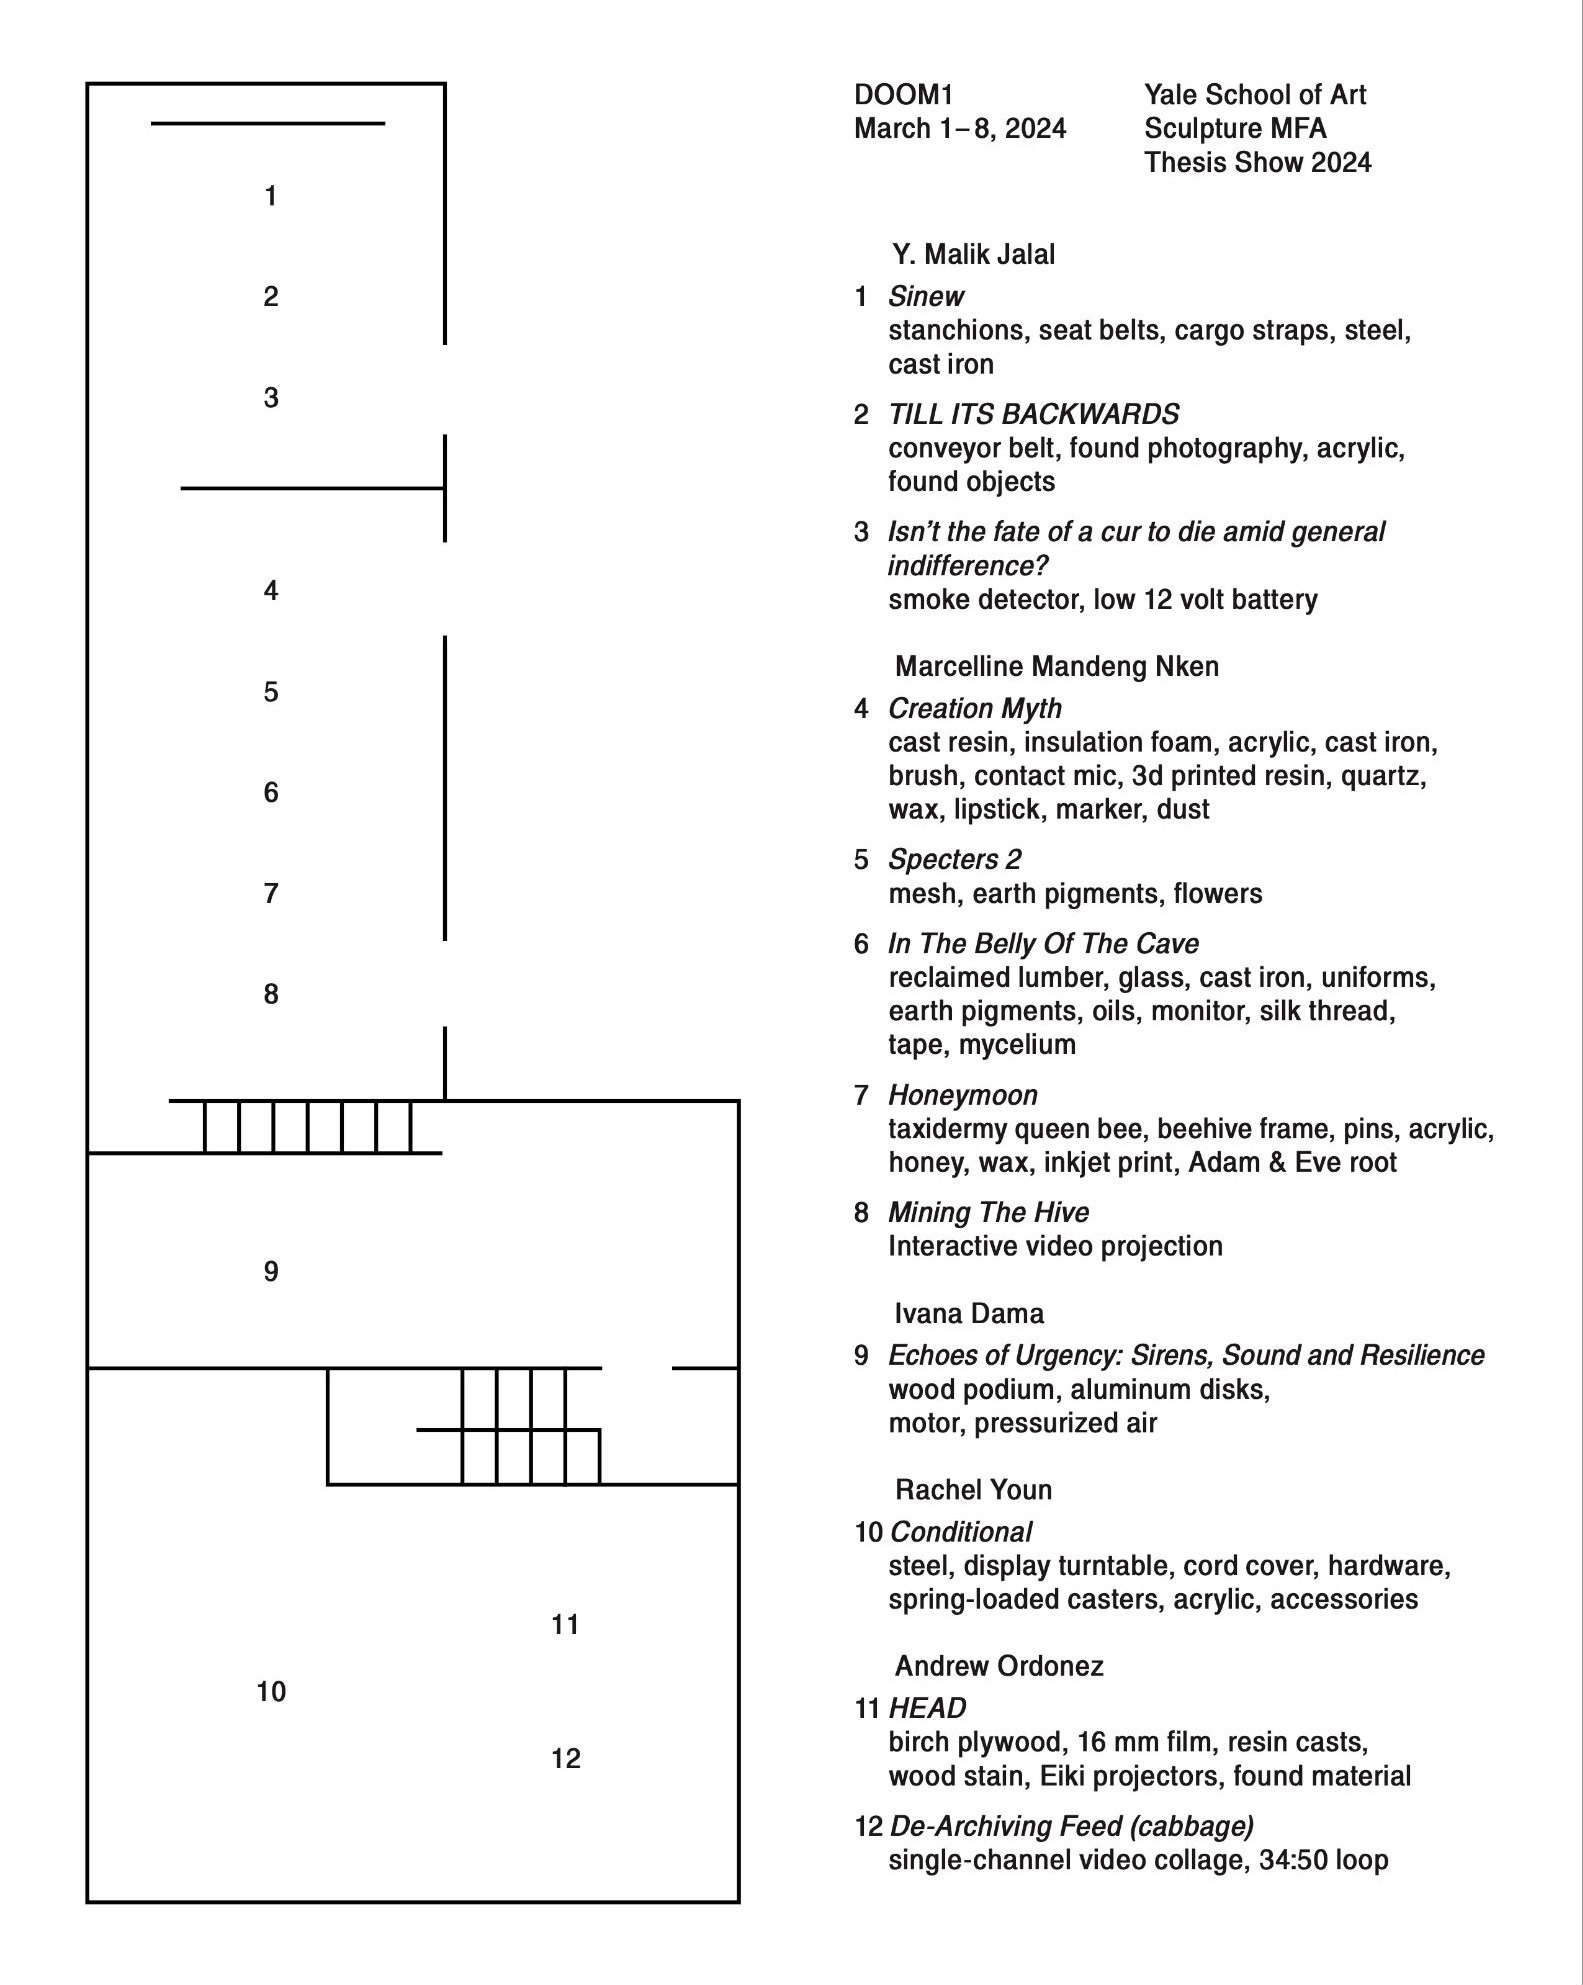 1
2
3
4
5
6
7
8
9
10
11
12
DOOM1
March 1–8, 2024
Yale School of Art
Sculpture MFA
Thesis Show 2024
Y. Malik Jalal
1 Sinew
stanchions, seat belts, cargo straps, steel,
cast iron
2 TILL ITS BACKWARDS
conveyor belt, found photography, acrylic,
found objects
3 Isn’t the fate of a cur to die amid general
indifference?
smoke detector, low 12 volt battery
Marcelline Mandeng Nken
4 Creation Myth
cast resin, insulation foam, acrylic, cast iron,
brush, contact mic, 3d printed resin, quartz,
wax, lipstick, marker, dust
5 Specters 2
mesh, earth pigments, flowers
6 In The Belly Of The Cave
reclaimed lumber, glass, cast iron, uniforms,
earth pigments, oils, monitor, silk thread,
tape, mycelium
7 Honeymoon
taxidermy queen bee, beehive frame, pins, acrylic,
honey, wax, inkjet print, Adam & Eve root
8 Mining The Hive
Interactive video projection
Ivana Dama
9 Echoes of Urgency: Sirens, Sound and Resilience
wood podium, aluminum disks,
motor, pressurized air
Rachel Youn
10 Conditional
steel, display turntable, cord cover, hardware,
spring-loaded casters, acrylic, accessories
Andrew Ordonez
11 HEAD
birch plywood, 16 mm film, resin casts,
wood stain, Eiki projectors, found material
12 De-Archiving Feed (cabbage)
single-channel video collage, 34:50 loop